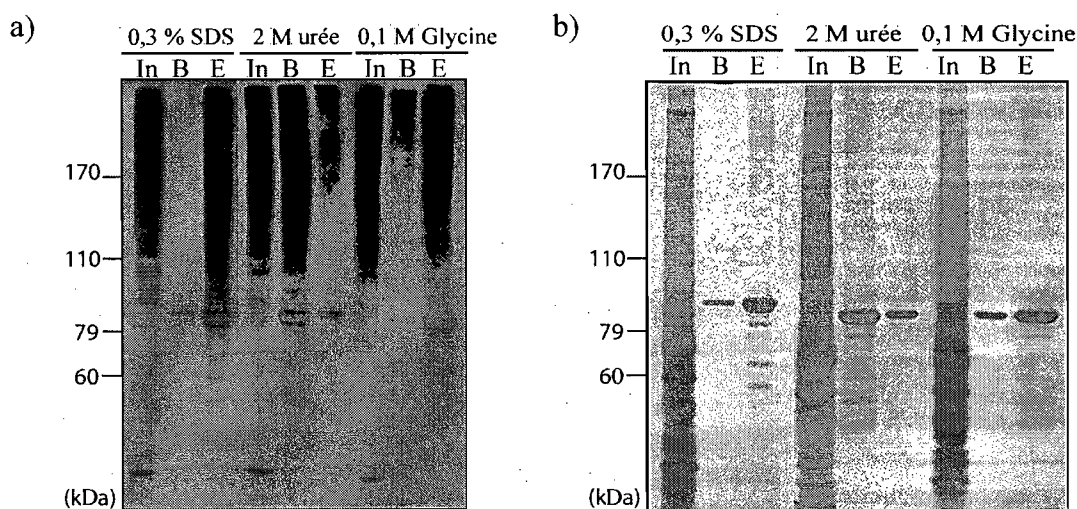 a)
0,3 % SDS 2 M urée 0,1 M Glycine
In B E In B E In B E
170
110
79
60
(kDa)
b)
0,3 % SDS 2 M urée 0,1 M Glycine
In B E In B E In B E
170
110
79
60
(kDa)